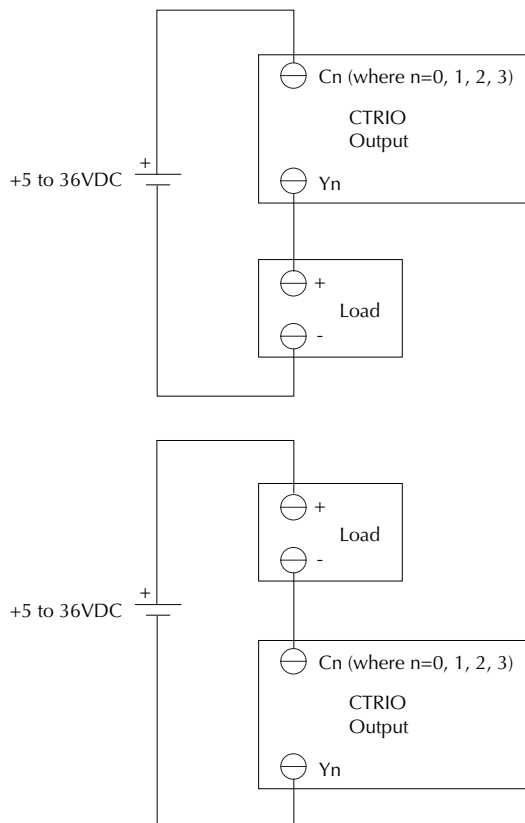 Cn (where n=0, 1, 2, 3)
CTRIO
Output
+
+5 to 36VDC
Yn
+
Load
-
+
Load
-
+
+5 to 36VDC
Cn (where n=0, 1, 2, 3)
CTRIO
Output
Yn